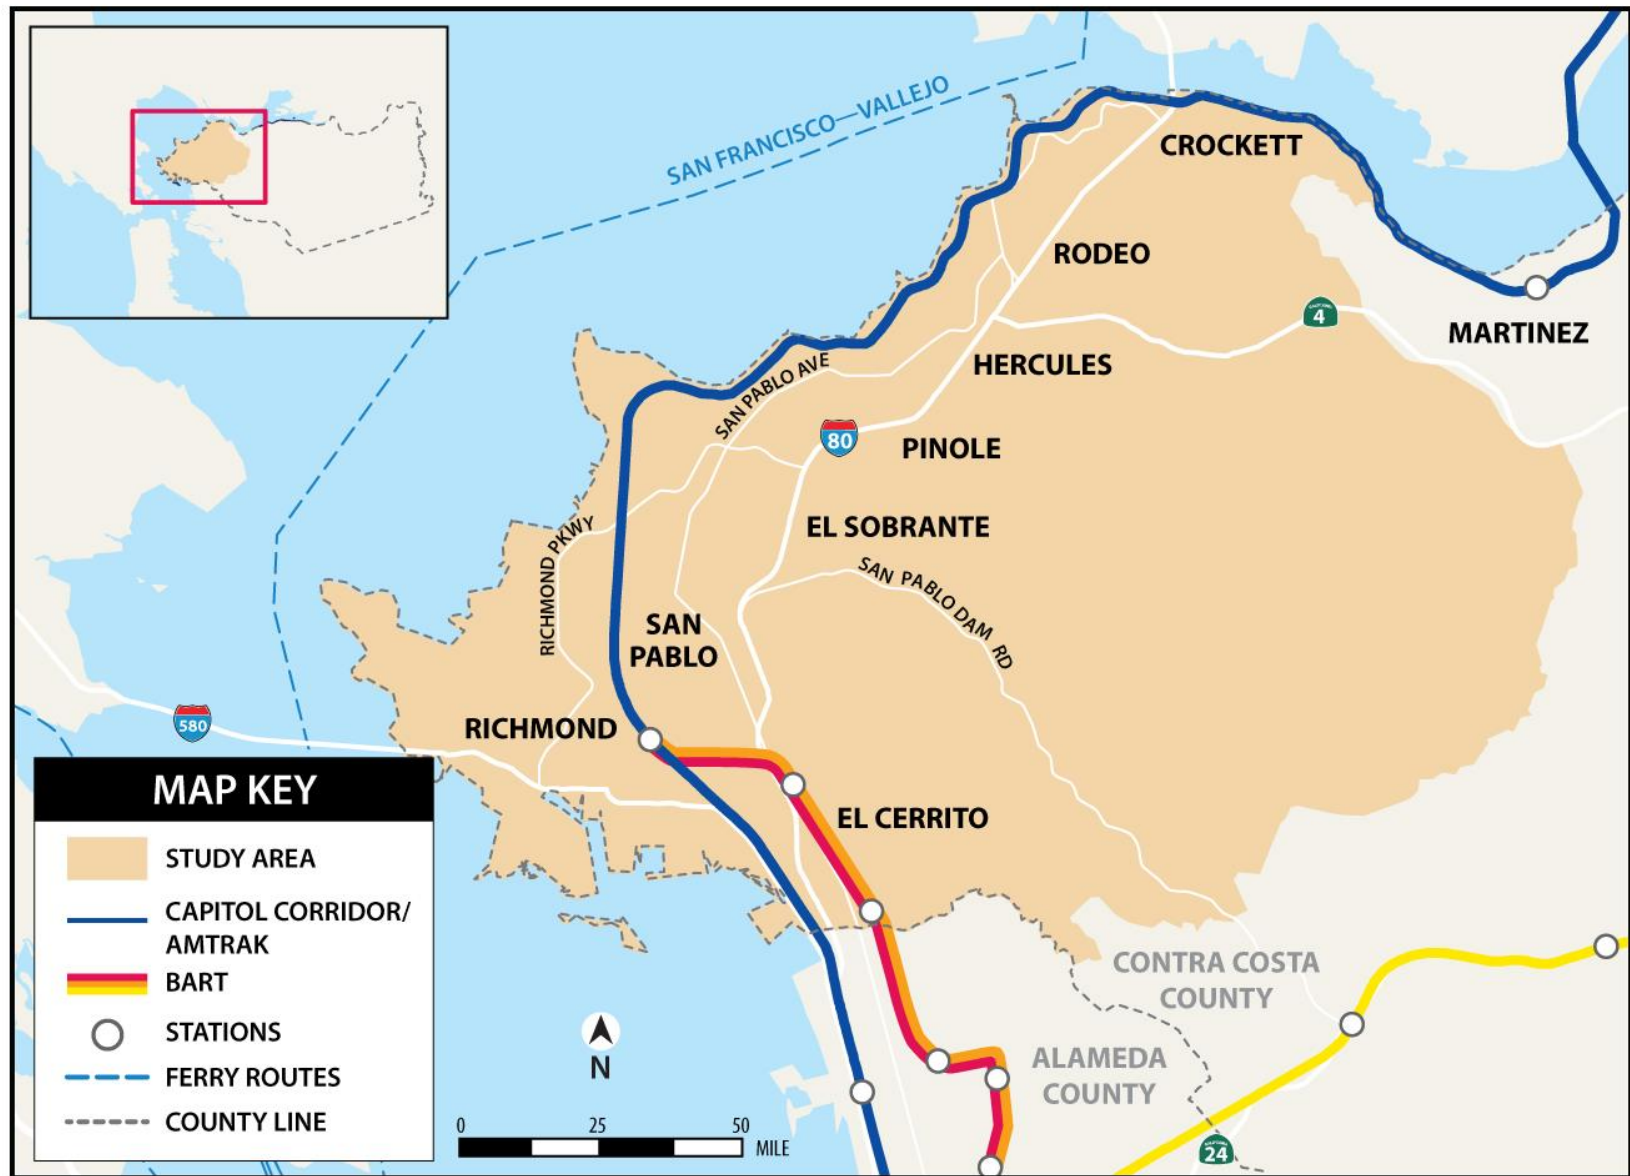 SAN FRANCISCO—VALLEJO
CROCKETT
RODEO
CALIFORNIA
4
MARTINEZ
HERCULES
SAN PABLO AVE
80
PINOLE
RICHMOND PKWY
EL SOBRANTE
SAN PABLO DAM RD
SAN
PABLO
580
RICHMOND
EL CERRITO
CONTRA COSTA
COUNTY
ALAMEDA
COUNTY
CALIFORNIA
24
MAP KEY
STUDY AREA
CAPITOL CORRIDOR/
AMTRAK
BART
STATIONS
FERRY ROUTES
COUNTY LINE
N
0 25 50
MILE